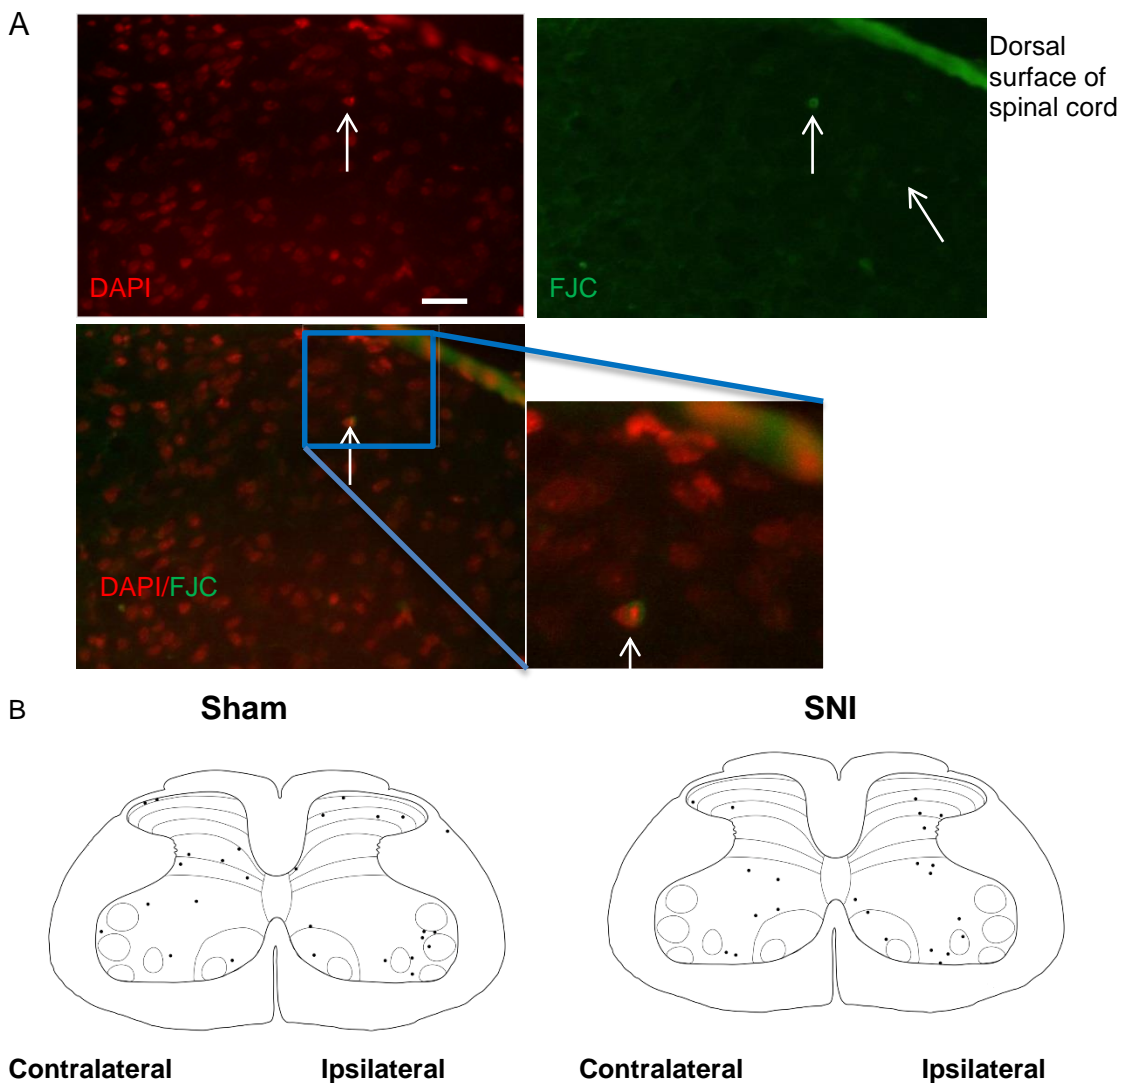 A
Dorsal
surface of
spinal cord
DAPI
FJC
DAPI/FJC
B
Sham
SNI
Contralateral
Ipsilateral
Contralateral
Ipsilateral